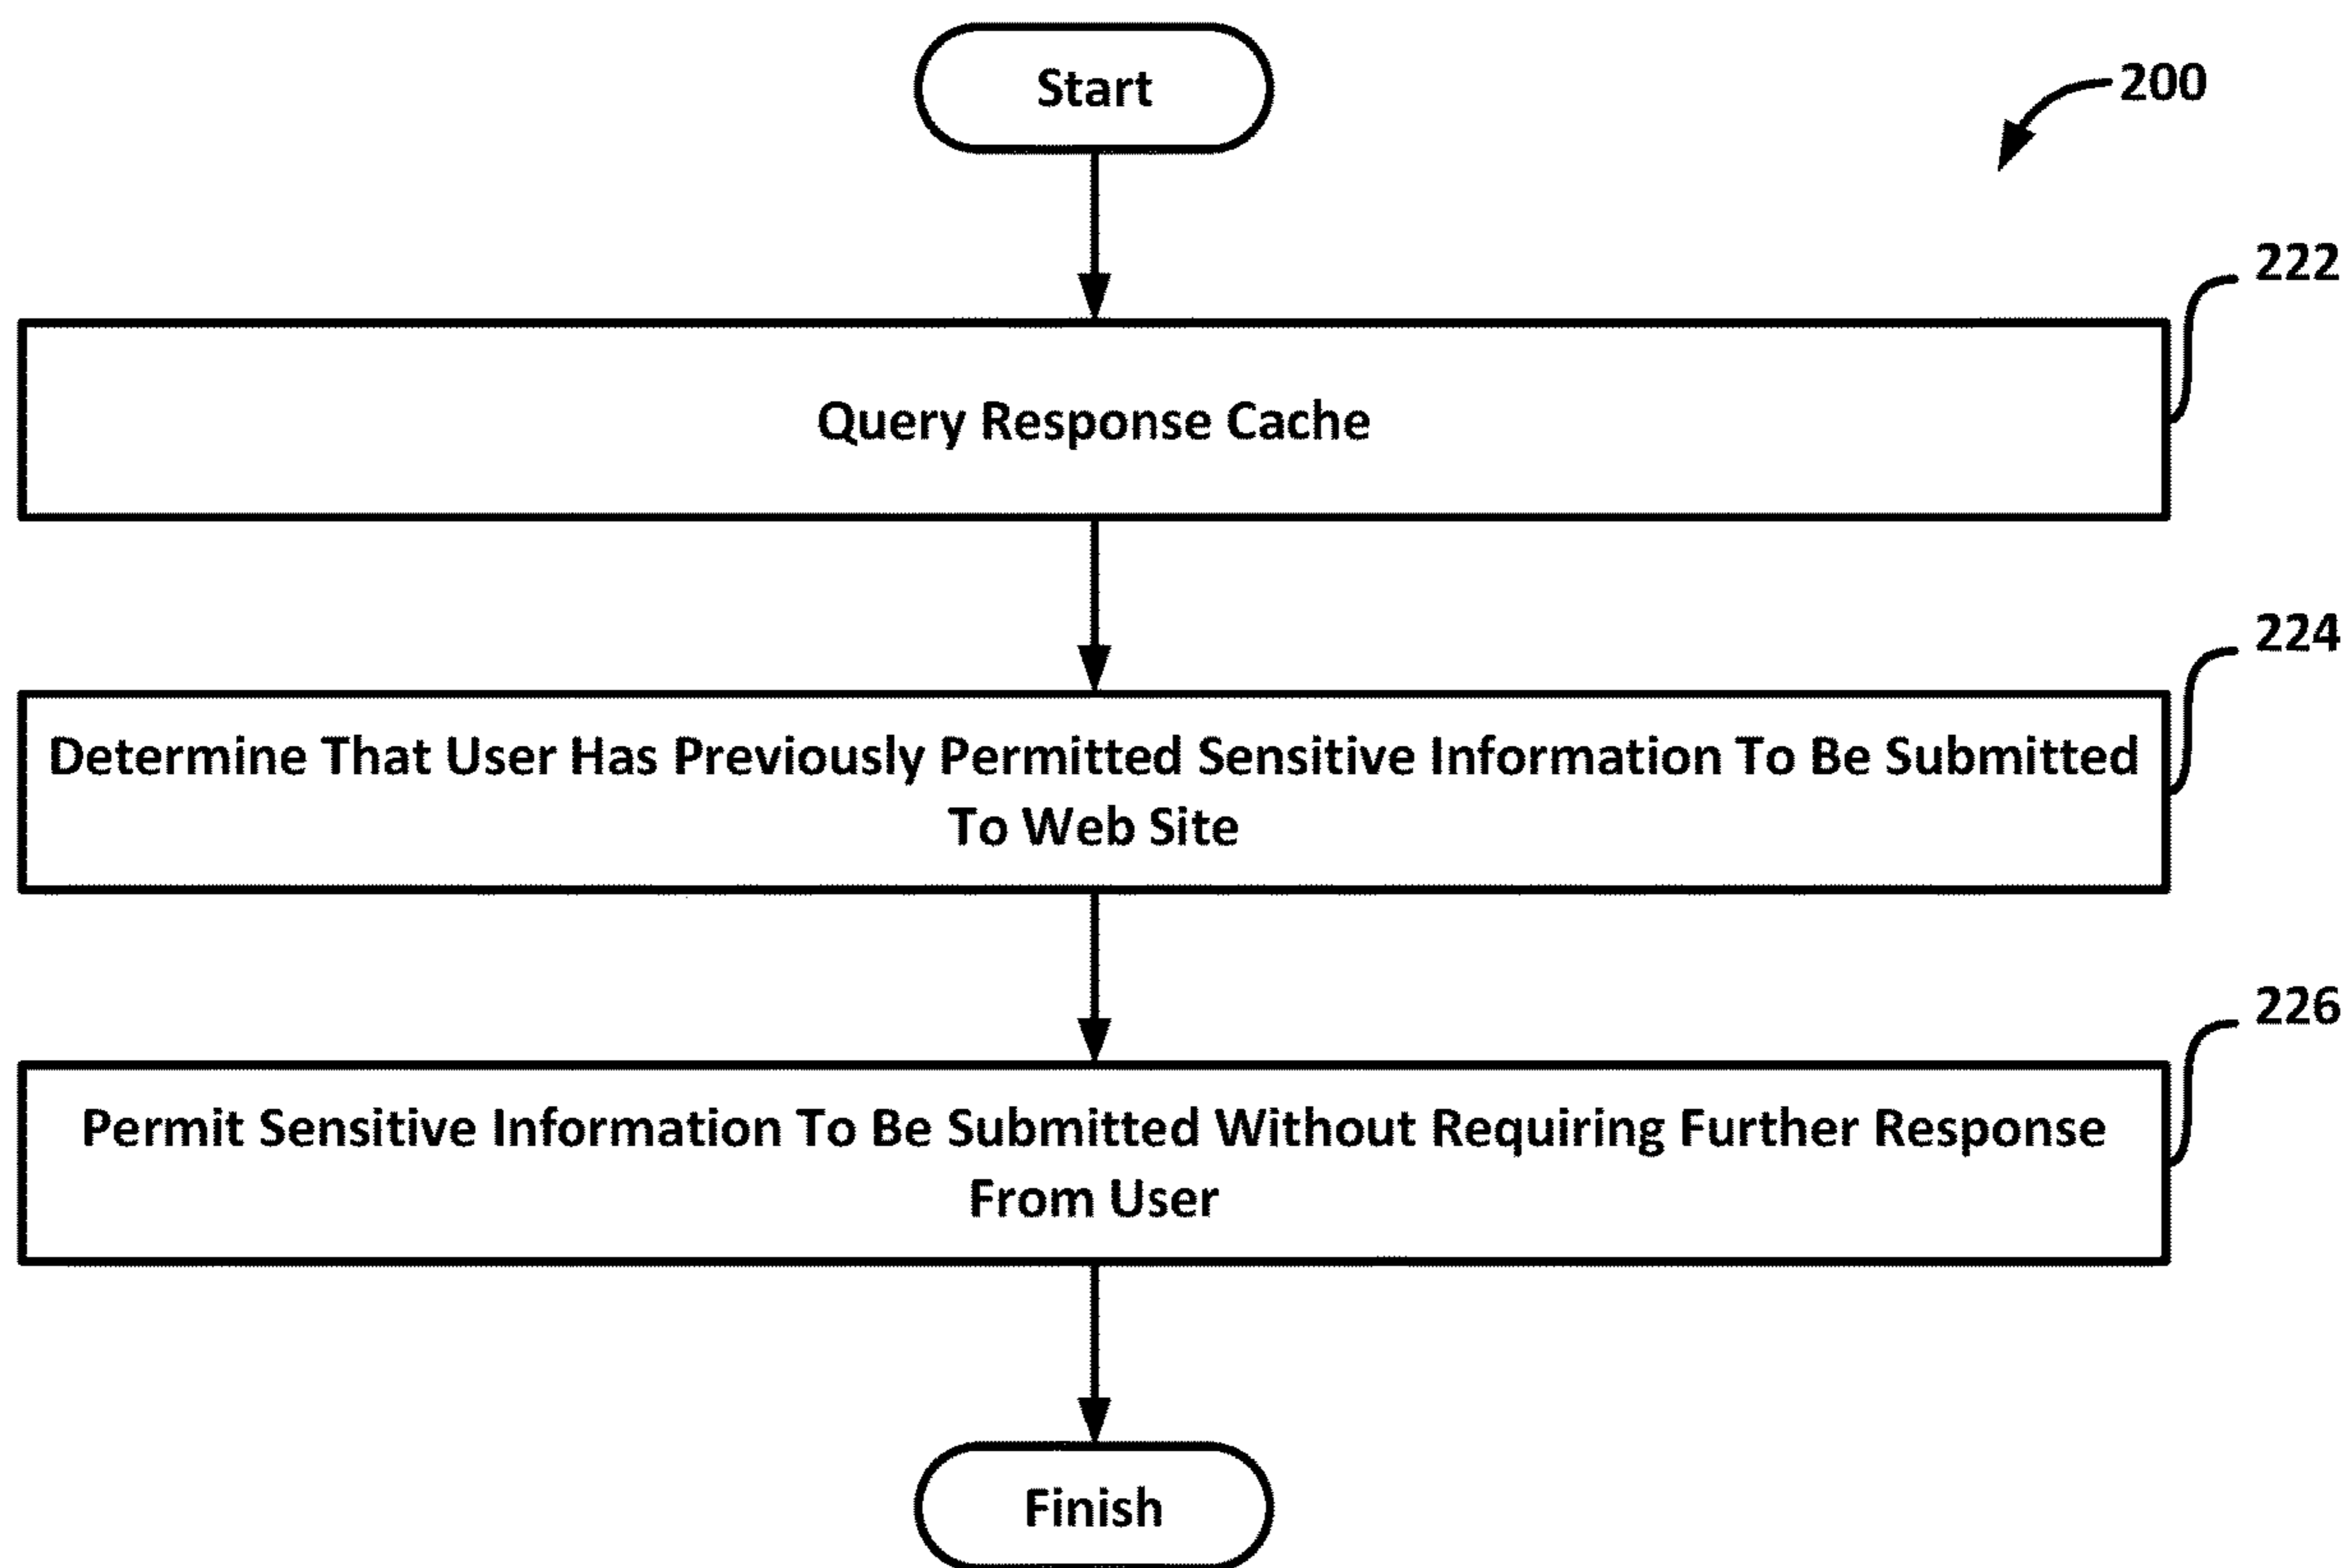 Start
200
222
Query Response Cache
224
Determine That User Has Previously Permitted Sensitive Information To Be Submitted
To Web Site
226
Permit Sensitive Information To Be Submitted Without Requiring Further Response
From User
Finish